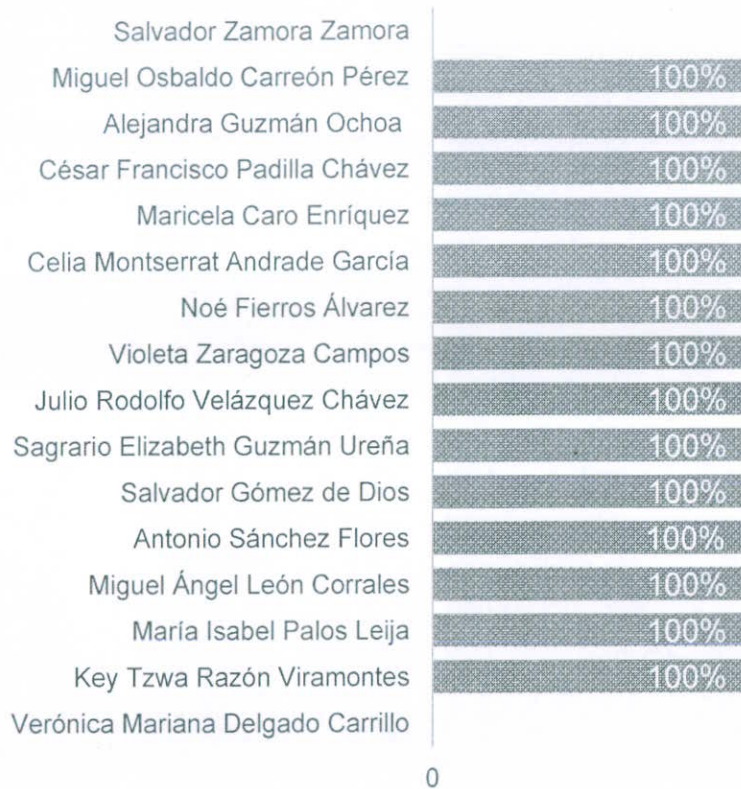 Salvador Zamora Zamora
Miguel Osbaldo Carreón Pérez 100%
Alejandra Guzmán Ochoa 100%
César Francisco Padilla Chávez 100%
Maricela Caro Enríquez 100%
Celia Montserrat Andrade García 100%
Noé Fierros Álvarez 100%
Violeta Zaragoza Campos 100%
Julio Rodolfo Velázquez Chávez 100%
Sagrario Elizabeth Guzmán Ureña 100%
Salvador Gómez de Dios 100%
Antonio Sánchez Flores 100%
Miguel Ángel León Corrales 100%
María Isabel Palos Leija 100%
Key Tzwa Razón Viramontes 100%
Verónica Mariana Delgado Carrillo
0